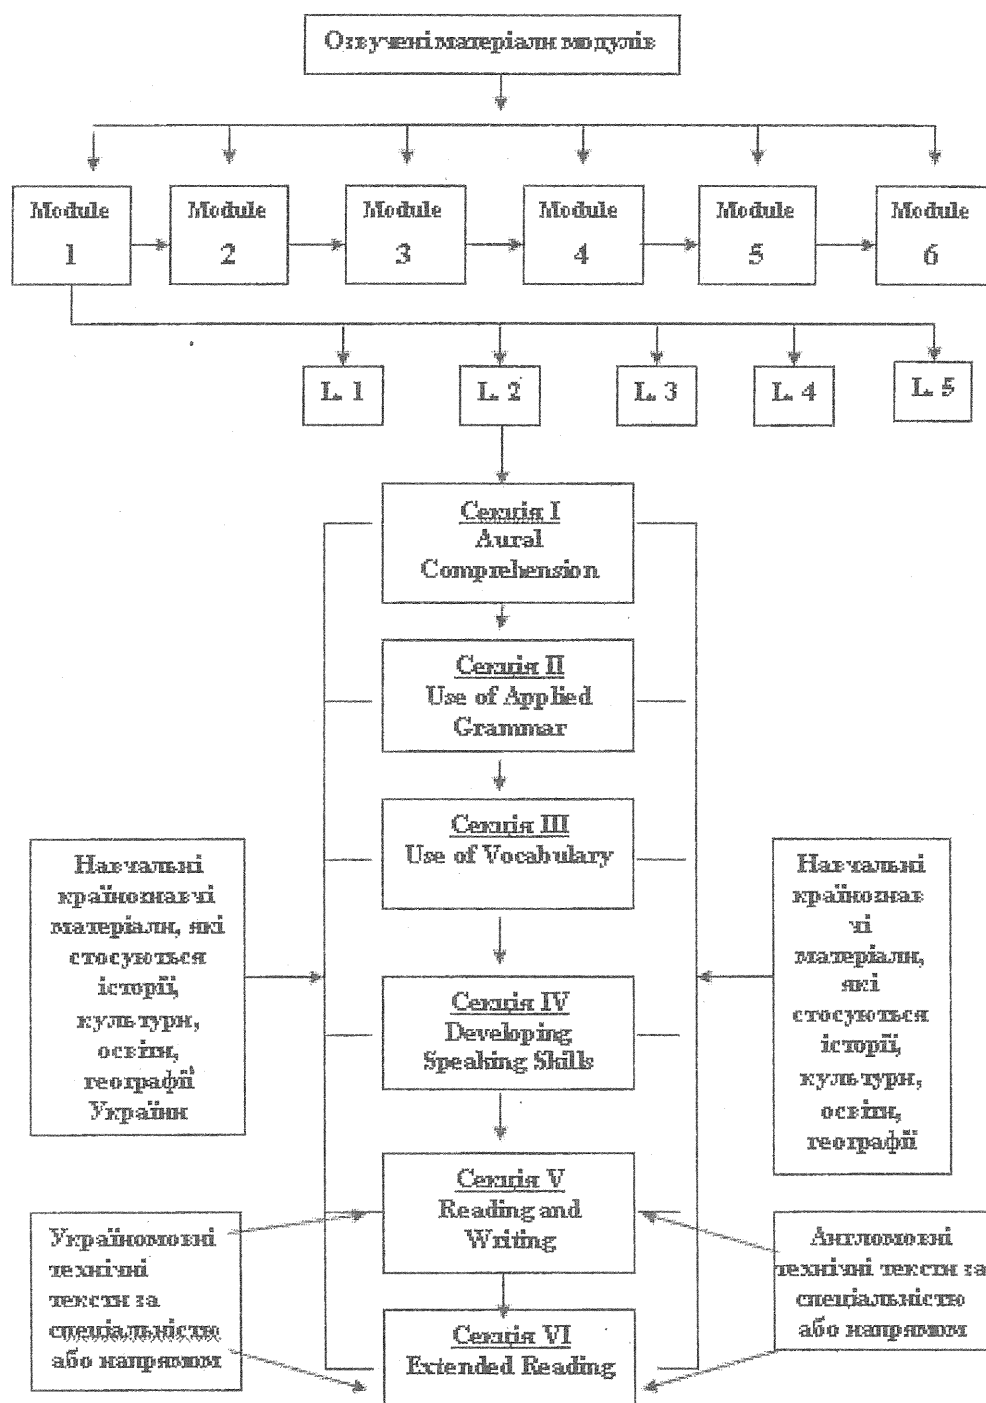 Озвучені матеріали модулів
Module
1
Module
2
Module
3
Module
4
Module
5
Module
6
L. 1
L. 2
L. 3
L. 4
L. 5
Секція I
Aural
Comprehension
Секція II
Use of Applied
Grammar
Секція III
Use of Vocabulary
Навчальні
країнознавчі
матеріали, які
стосуються
історії,
культури,
освіти,
географії
України
Навчальні
країознав
чі
матеріали,
які
стосуються
історії,
культури,
освіти,
географії
Секція IV
Developing
Speaking Skills
Секція V
Reading and
Writing
Україномовні
технічні
тексти за
спеціальністю
або напрямом
Англомовні
технічні тексти за
спеціальністю
або напрямом
Секція VI
Extended Reading